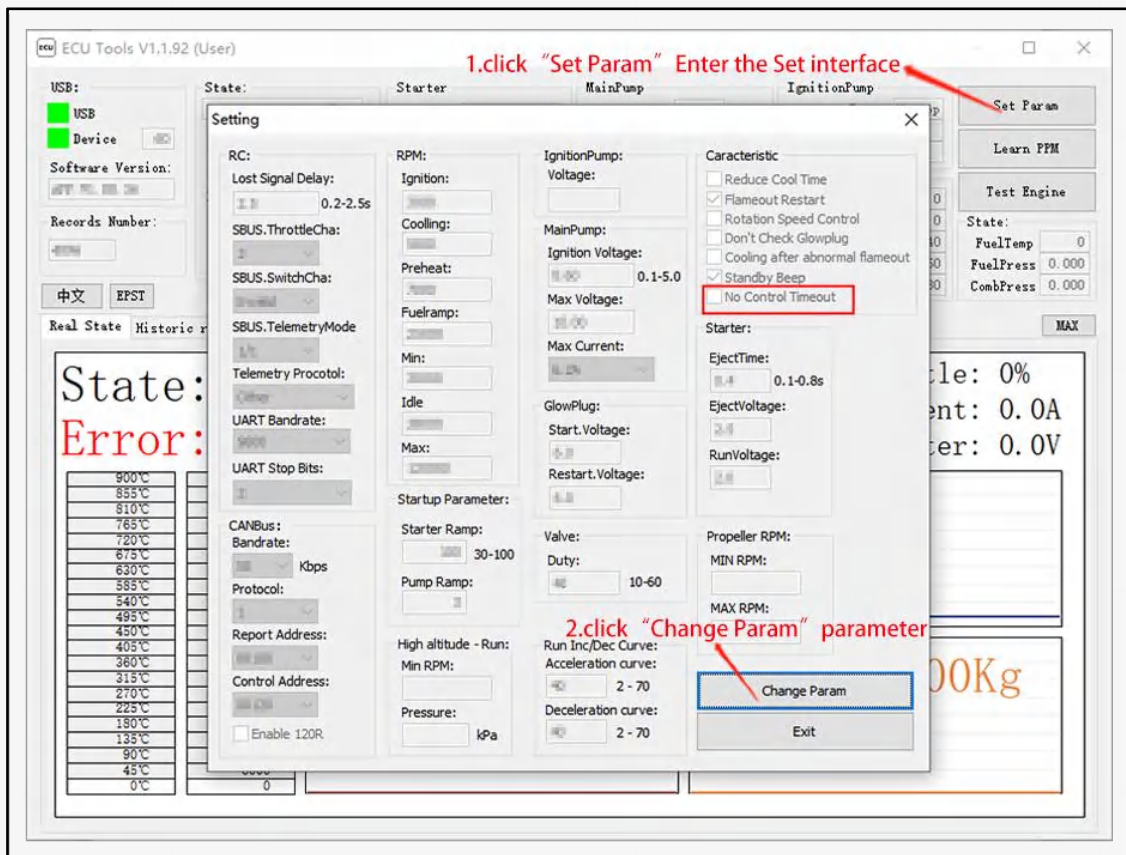 ECU Tools V1.1.92 (User)
1.click “Set Param” Enter the Set interface
USB:
USB
Device
Software Version:
Records Number:
中文
EPST
State:
Starter
MainPump
IgnitionPump
Set Param
Learn PPM
Test Engine
State:
FuelTemp 0
FuelPress 0.000
CombPress 0.000
MAX
Real State
Historic r
State:
Error:
900℃
855℃
810℃
765℃
720℃
675℃
630℃
585℃
540℃
495℃
450℃
405℃
360℃
315℃
270℃
225℃
180℃
135℃
90℃
45℃
0℃
0
Setting
RC:
Lost Signal Delay:
0.2-2.5s
SBUS.ThrottleCha:
SBUS.SwitchCha:
SBUS.TelemetryMode
Telemetry Procotol:
UART Bandrate:
UART Stop Bits:
CANBus:
Bandrate:
Kbps
Protocol:
Report Address:
Control Address:
Enable 120R
RPM:
Ignition:
Cooling:
Preheat:
Fuelramp:
Min:
Idle
Max:
Startup Parameter:
Starter Ramp:
30-100
Pump Ramp:
High altitude - Run:
Min RPM:
Pressure:
kPa
IgnitionPump:
Voltage:
MainPump:
Ignition Voltage:
0.1-5.0
Max Voltage:
Max Current:
GlowPlug:
Start.Voltage:
Restart.Voltage:
Valve:
Duty:
10-60
Run Inc/Dec Curve:
Acceleration curve:
2 - 70
Deceleration curve:
2 - 70
Caracteristic
Reduce Cool Time
Flameout Restart
Rotation Speed Control
Don't Check Glowplug
Cooling after abnormal flameout
Standby Beep
No Control Timeout
Starter:
EjectTime:
0.1-0.8s
EjectVoltage:
RunVoltage:
Propeller RPM:
MIN RPM:
MAX RPM:
2.click “Change Param” parameter
Change Param
Exit
tle: 0%
ent: 0.0A
ter: 0.0V
00Kg